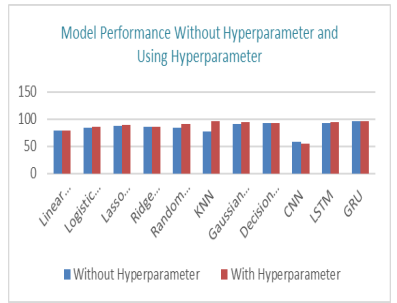 Model Performance Without Hyperparameter and
Using Hyperparameter
150
100
50
0
Linear...
Logistic...
Lasso...
Ridge...
Random...
KNN
Gaussian...
Decision...
CNN
LSTM
GRU
Without Hyperparameter
With Hyperparameter